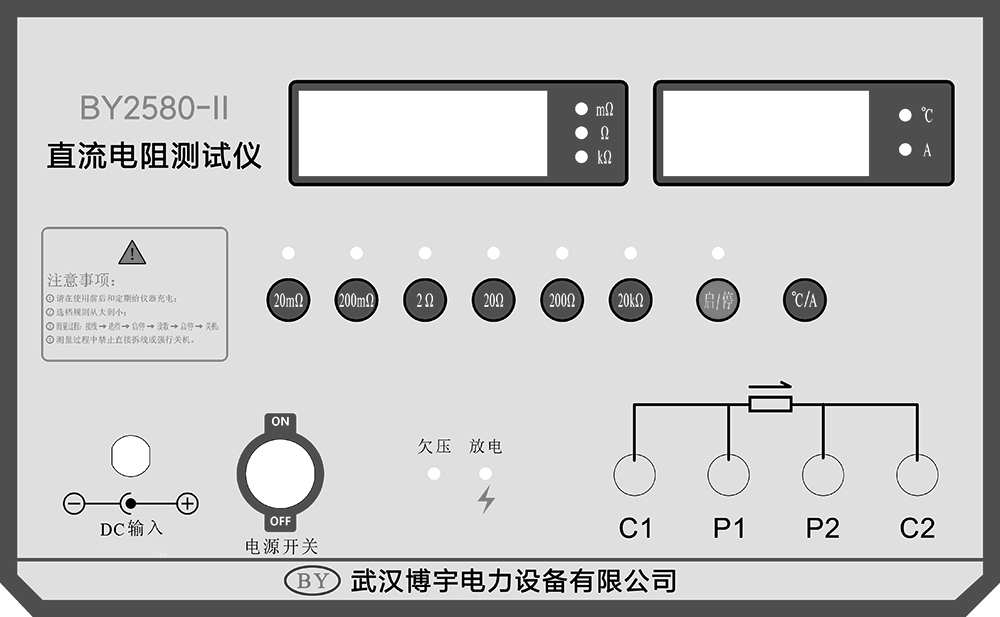 BY2580-II
直流电阻测试仪
mΩ
Ω
kΩ
℃
A
注意事项:
①请在使用前后和定期给仪器充电;
②选档规则从大到小;
③测量过程: 接线→选档→启/停→读数→启/停→关机;
④测量过程中禁止直接拆线或强行关机。
20mΩ
200mΩ
2Ω
20Ω
200Ω
20kΩ
启/停
℃/A
ON
OFF
电源开关
DC输入
欠压
放电
C1
P1
P2
C2
BY 武汉博宇电力设备有限公司